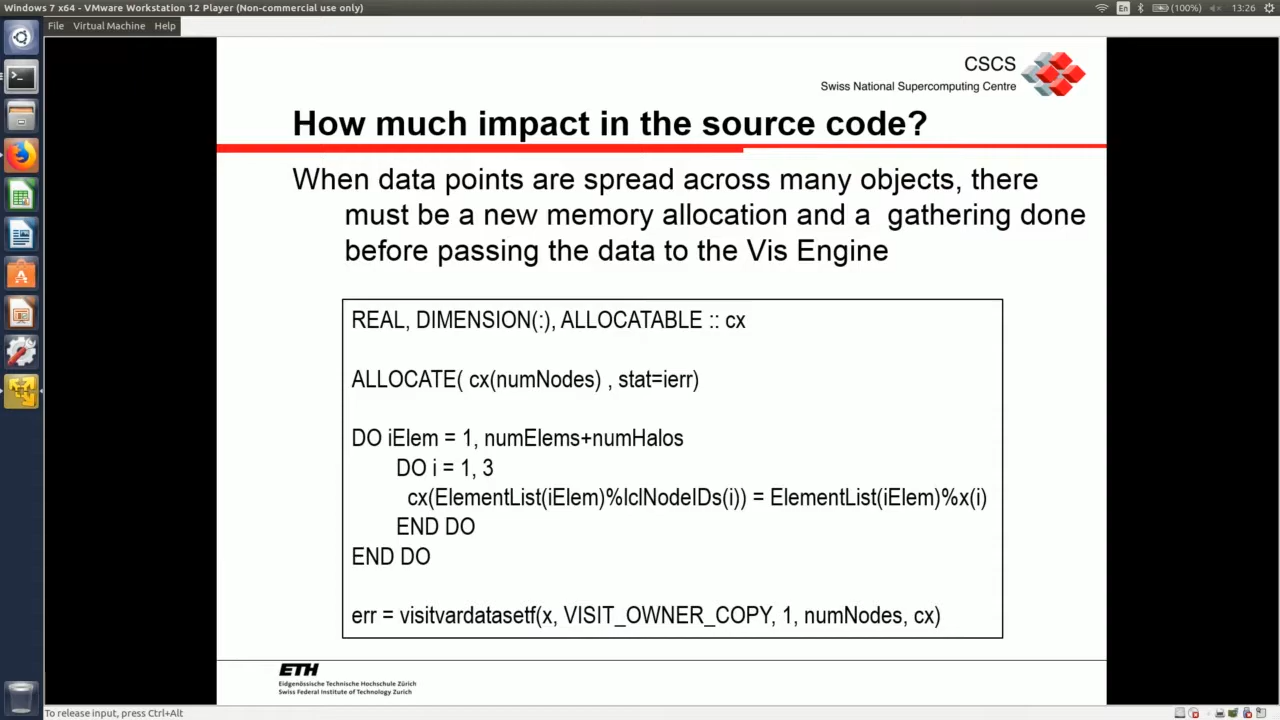 Windows 7 x64 - VMware Workstation 12 Player (Non-commercial use only)
En
(100%)
13:26
File Virtual Machine Help
CSCS
Swiss National Supercomputing Centre
How much impact in the source code?
When data points are spread across many objects, there
must be a new memory allocation and a gathering done
before passing the data to the Vis Engine
REAL, DIMENSION(:), ALLOCATABLE :: cx
ALLOCATE( cx(numNodes) , stat=ierr)
DO iElem = 1, numElems+numHalos
DO i = 1, 3
cx(ElementList(iElem)%lclNodeIDs(i)) = ElementList(iElem)%x(i)
END DO
END DO
err = visitvardatasetf(x, VISIT_OWNER_COPY, 1, numNodes, cx)
ETH
Eidgenössische Technische Hochschule Zürich
Swiss Federal Institute of Technology Zurich
To release input, press Ctrl+Alt